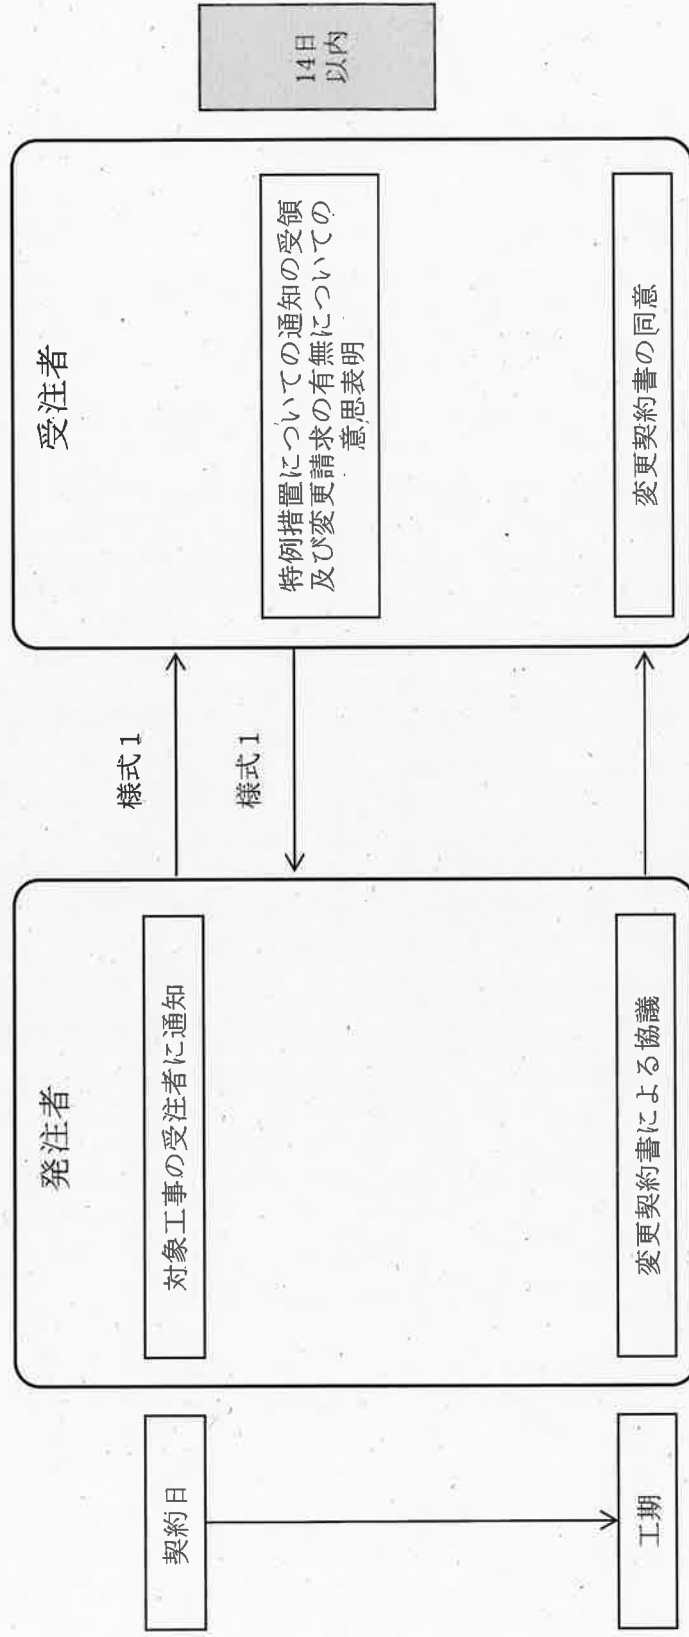 契約日
工期
発注者
対象工事の受注者に通知
変更契約書による協議
様式1
様式1
受注者
特例措置についての通知の受領
及び変更請求の有無についての
意思表明
変更契約書の同意
14日
以内